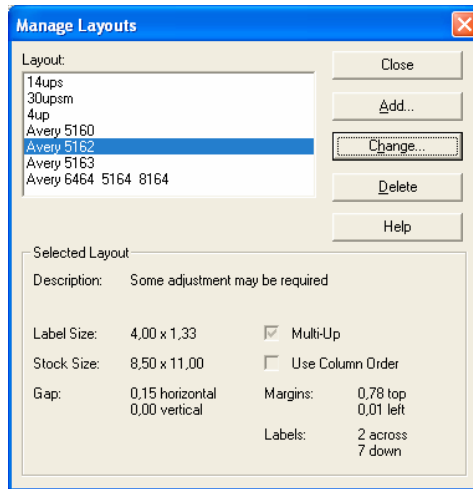 Manage Layouts
Layout:
14ups
30upsm
4up
Avery 5160
Avery 5162
Avery 5163
Avery 6464 5164 8164
Close
Add...
Change...
Delete
Help
Selected Layout
Description: Some adjustment may be required
Label Size: 4,00 x 1,33 Multi-Up
Stock Size: 8,50 x 11,00 Use Column Order
Gap: 0,15 horizontal Margins: 0,78 top
0,00 vertical 0,01 left
Labels: 2 across
7 down